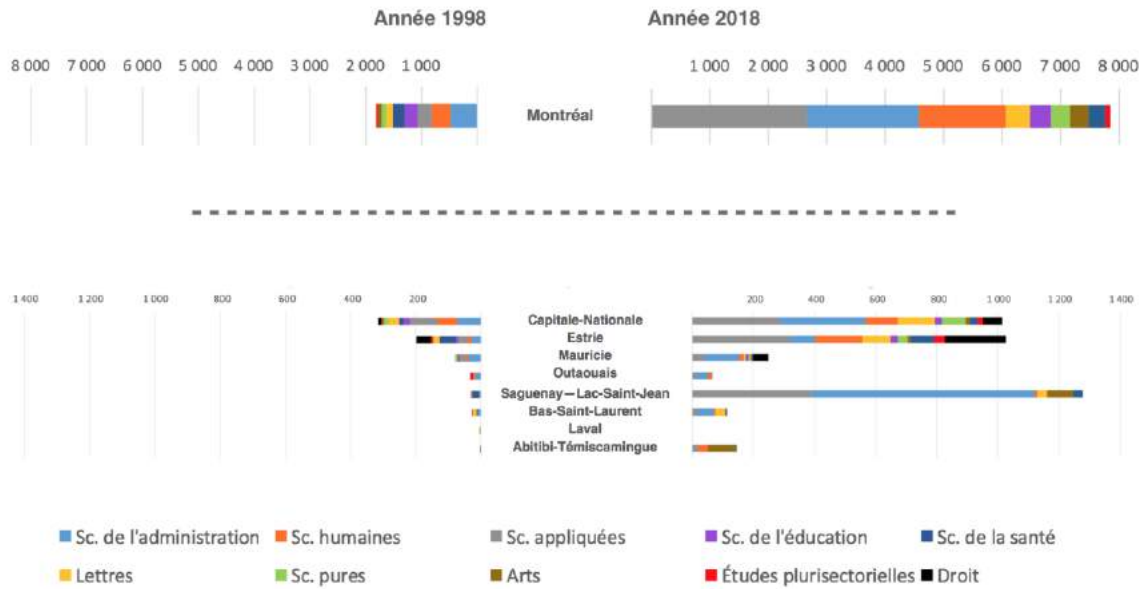 Année 1998 Année 2018
8 000 7 000 6 000 5 000 4 000 3 000 2 000 1 000 1 000 2 000 3 000 4 000 5 000 6 000 7 000 8 000
Montréal
1 400 1 200 1 000 800 600 400 200 200 400 600 800 1 000 1 200 1 400
Capitale-Nationale
Estrie
Mauricie
Outaouais
Saguenay—Lac-Saint-Jean
Bas-Saint-Laurent
Laval
Abitibi-Témiscamingue
Sc. de l'administration Sc. humaines Sc. appliquées Sc. de l'éducation Sc. de la santé
Lettres Sc. pures Arts Études plurisectorielles Droit